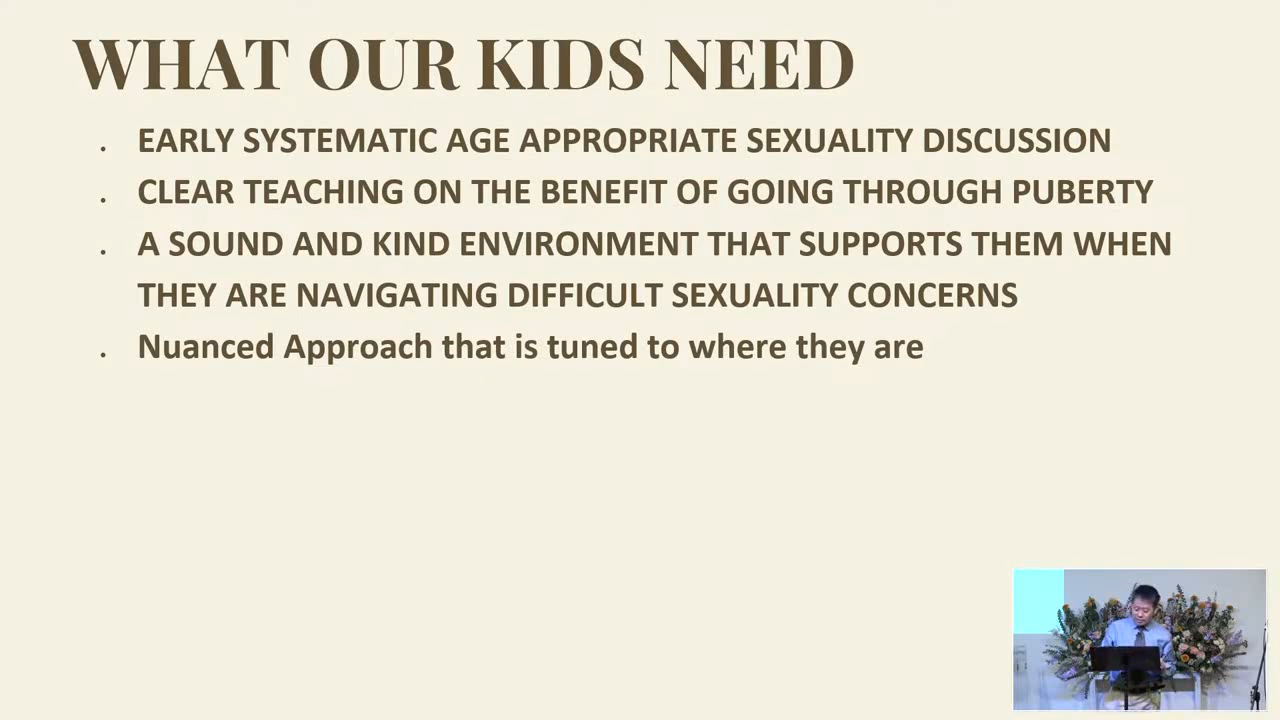 WHAT OUR KIDS NEED
. EARLY SYSTEMATIC AGE APPROPRIATE SEXUALITY DISCUSSION
. CLEAR TEACHING ON THE BENEFIT OF GOING THROUGH PUBERTY
. A SOUND AND KIND ENVIRONMENT THAT SUPPORTS THEM WHEN
THEY ARE NAVIGATING DIFFICULT SEXUALITY CONCERNS
. Nuanced Approach that is tuned to where they are